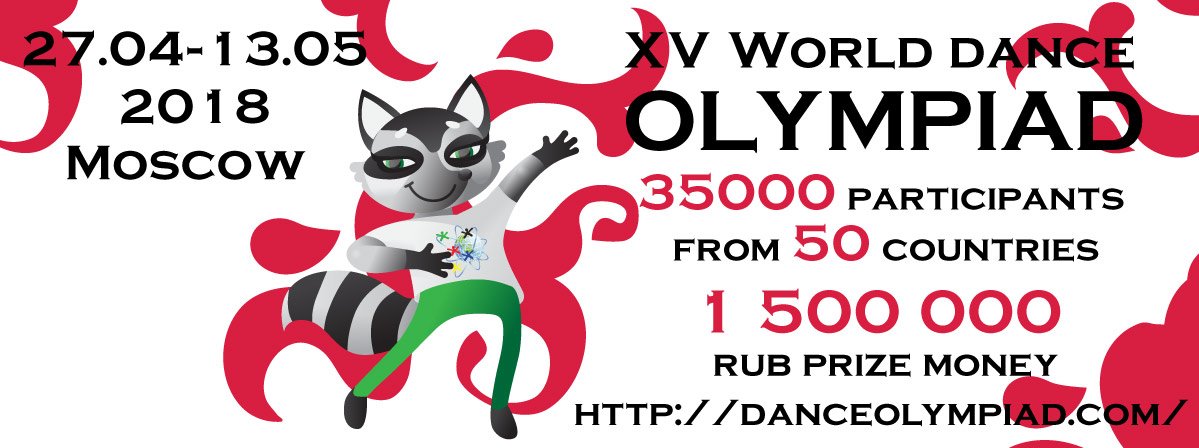 27.04-13.05
2018
Moscow
XV World dance
OLYMPIAD
35000 participants
from 50 countries
1 500 000
rub prize money
http://danceolympiad.com/